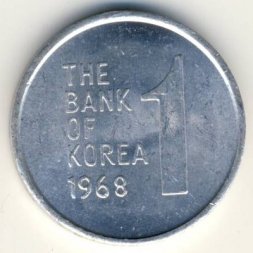 THE
BANK
OF
KOREA
1968
1